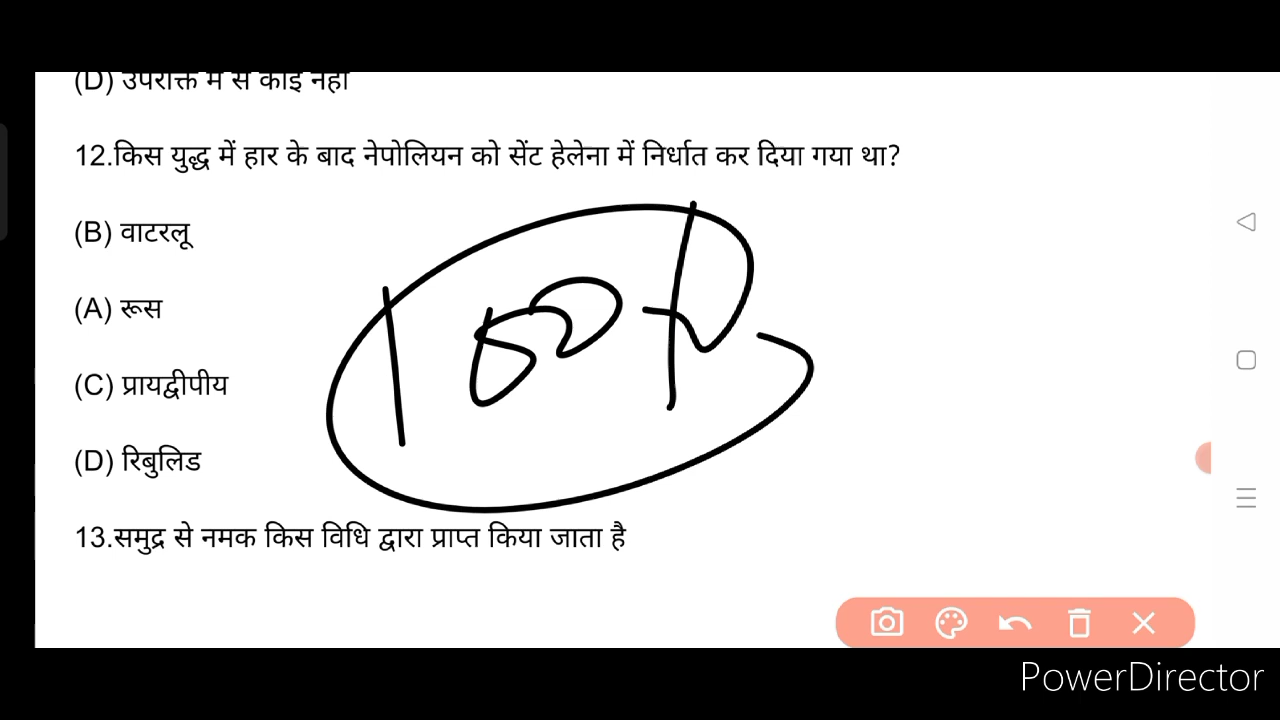 (D) उपरोक्त में से कोई नहीं
12.किस युद्ध में हार के बाद नेपोलियन को सेंट हेलेना में निर्धात कर दिया गया था?
(B) वाटरलू
(A) रूस
(C) प्रायद्वीपीय
(D) रिबुलिड
13.समुद्र से नमक किस विधि द्वारा प्राप्त किया जाता है
PowerDirector